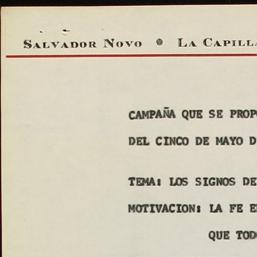 SALVADOR NOVO ● LA CAPILLA
CAMPAÑA QUE SE PROP
DEL CINCO DE MAYO D
TEMA: LOS SIGNOS DE
MOTIVACION: LA FE E
QUE TOD